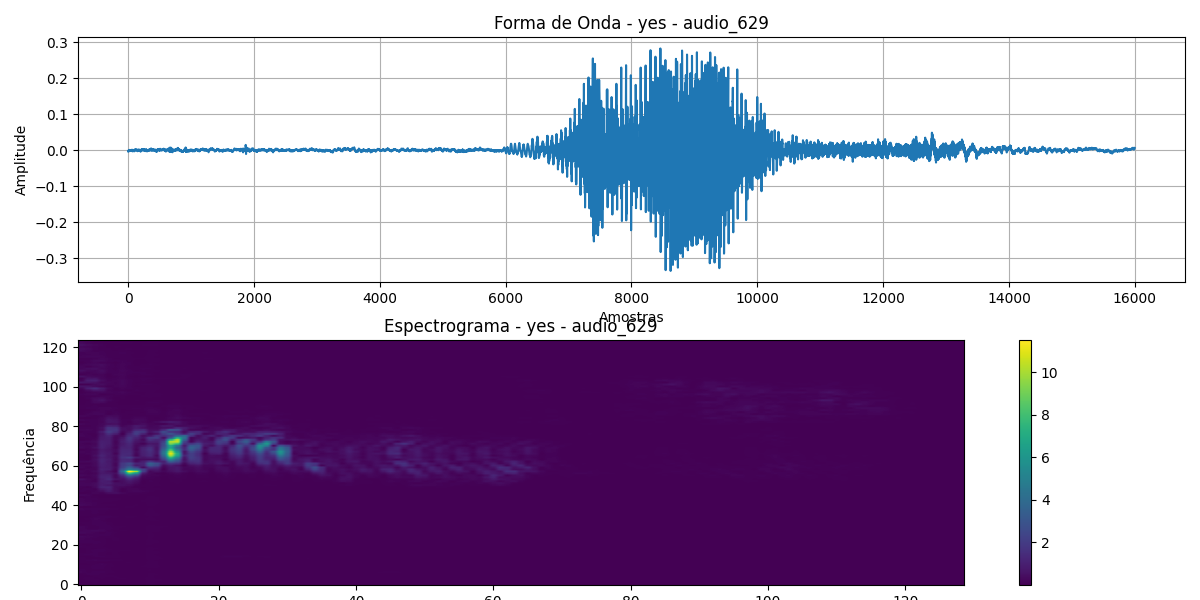 Forma de Onda - yes - audio_629
0.3
0.2
0.1
0.0
−0.1
−0.2
−0.3
Amplitude
0 2000 4000 6000 8000 10000 12000 14000 16000
Amostras
Espectrograma - yes - audio_629
120
100
80
60
40
20
0
Frequência
10
8
6
4
2
0 20 40 60 80 100 120